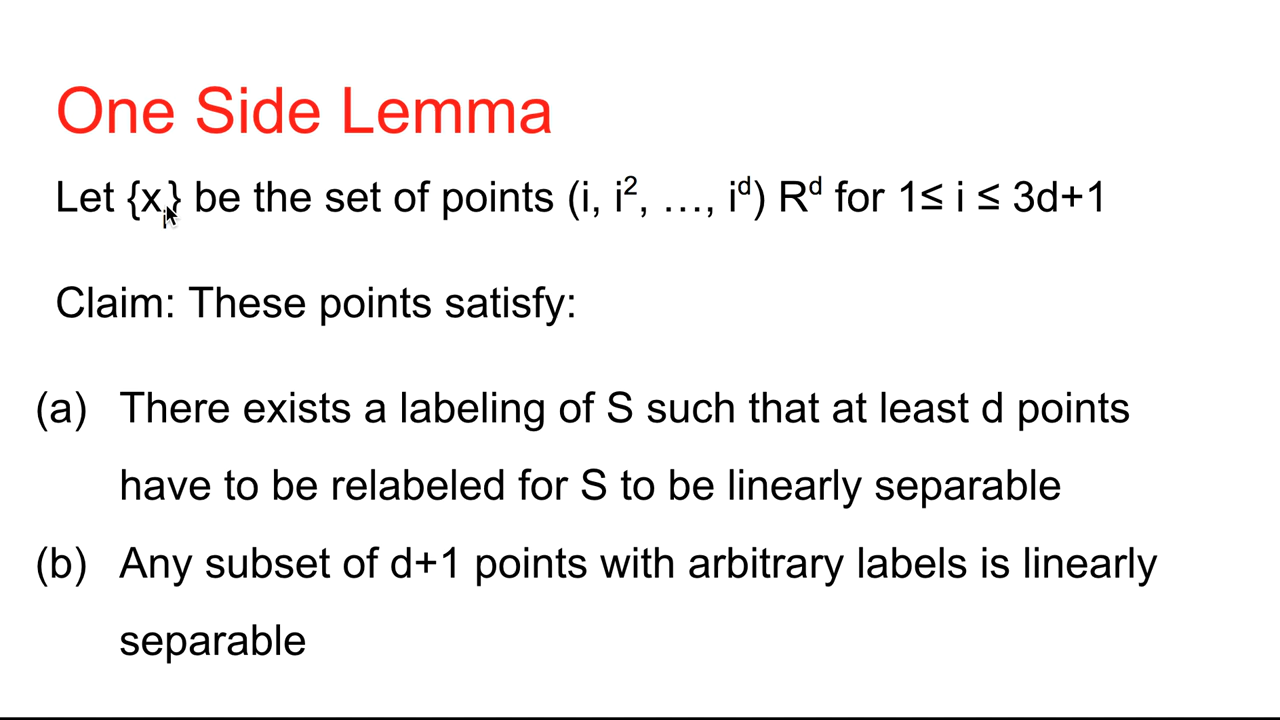 One Side Lemma
Let {xᵢ} be the set of points (i, i², …, iᵈ) Rᵈ for 1≤ i ≤ 3d+1
Claim: These points satisfy:
(a) There exists a labeling of S such that at least d points
have to be relabeled for S to be linearly separable
(b) Any subset of d+1 points with arbitrary labels is linearly
separable